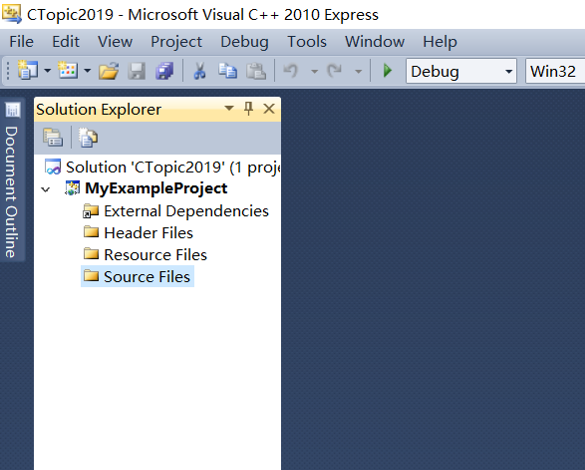 CTopic2019 - Microsoft Visual C++ 2010 Express
File Edit View Project Debug Tools Window Help
Debug Win32
Document Outline
Solution Explorer
Solution 'CTopic2019' (1 proje
MyExampleProject
External Dependencies
Header Files
Resource Files
Source Files